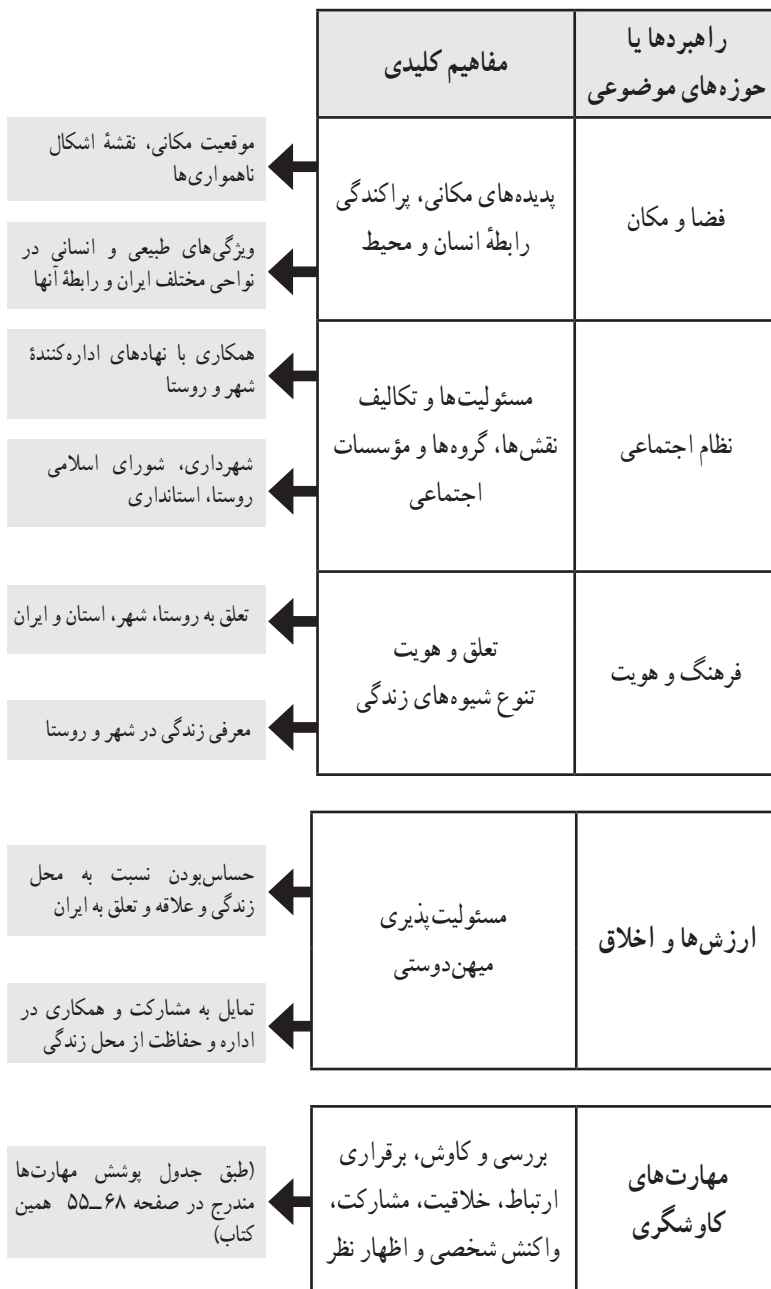 راهبردها یا
حوزه‌های موضوعی
مفاهیم کلیدی
فضا و مکان
پدیده‌های مکانی، پراکندگی
رابطهٔ انسان و محیط
موقعیت مکانی، نقشهٔ اشکال
ناهمواری‌ها
ویژگی‌های طبیعی و انسانی در
نواحی مختلف ایران و رابطهٔ آنها
نظام اجتماعی
مسئولیت‌ها و تکالیف
نقش‌ها، گروه‌ها و مؤسسات
اجتماعی
همکاری با نهادهای اداره‌کنندهٔ
شهر و روستا
شهرداری، شورای اسلامی
روستا، استانداری
فرهنگ و هویت
تعلق و هویت
تنوع شیوه‌های زندگی
تعلق به روستا، شهر، استان و ایران
معرفی زندگی در شهر و روستا
ارزش‌ها و اخلاق
مسئولیت‌پذیری
میهن‌دوستی
حساس‌بودن نسبت به محل
زندگی و علاقه و تعلق به ایران
تمایل به مشارکت و همکاری در
اداره و حفاظت از محل زندگی
مهارت‌های
کاوشگری
بررسی و کاوش، برقراری
ارتباط، خلاقیت، مشارکت،
واکنش شخصی و اظهار نظر
(طبق جدول پوشش مهارت‌ها
مندرج در صفحه ۶۸ــ۵۵ همین
کتاب)